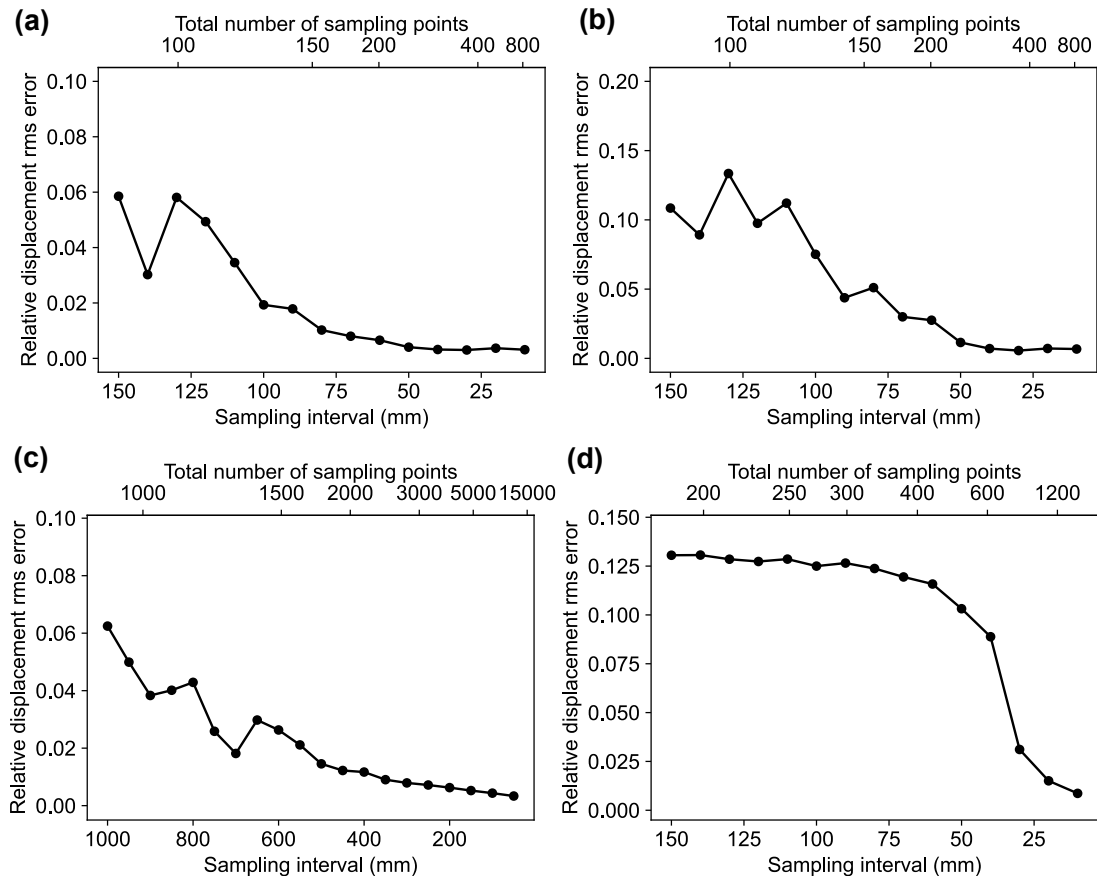 (a)
Total number of sampling points
100 150 200 400 800
0.10
0.08
0.06
0.04
0.02
0.00
Relative displacement rms error
150 125 100 75 50 25
Sampling interval (mm)
(b)
Total number of sampling points
100 150 200 400 800
0.20
0.15
0.10
0.05
0.00
Relative displacement rms error
150 125 100 75 50 25
Sampling interval (mm)
(c)
Total number of sampling points
1000 1500 2000 3000 5000 15000
0.10
0.08
0.06
0.04
0.02
0.00
Relative displacement rms error
1000 800 600 400 200
Sampling interval (mm)
(d)
Total number of sampling points
200 250 300 400 600 1200
0.150
0.125
0.100
0.075
0.050
0.025
0.000
Relative displacement rms error
150 125 100 75 50 25
Sampling interval (mm)